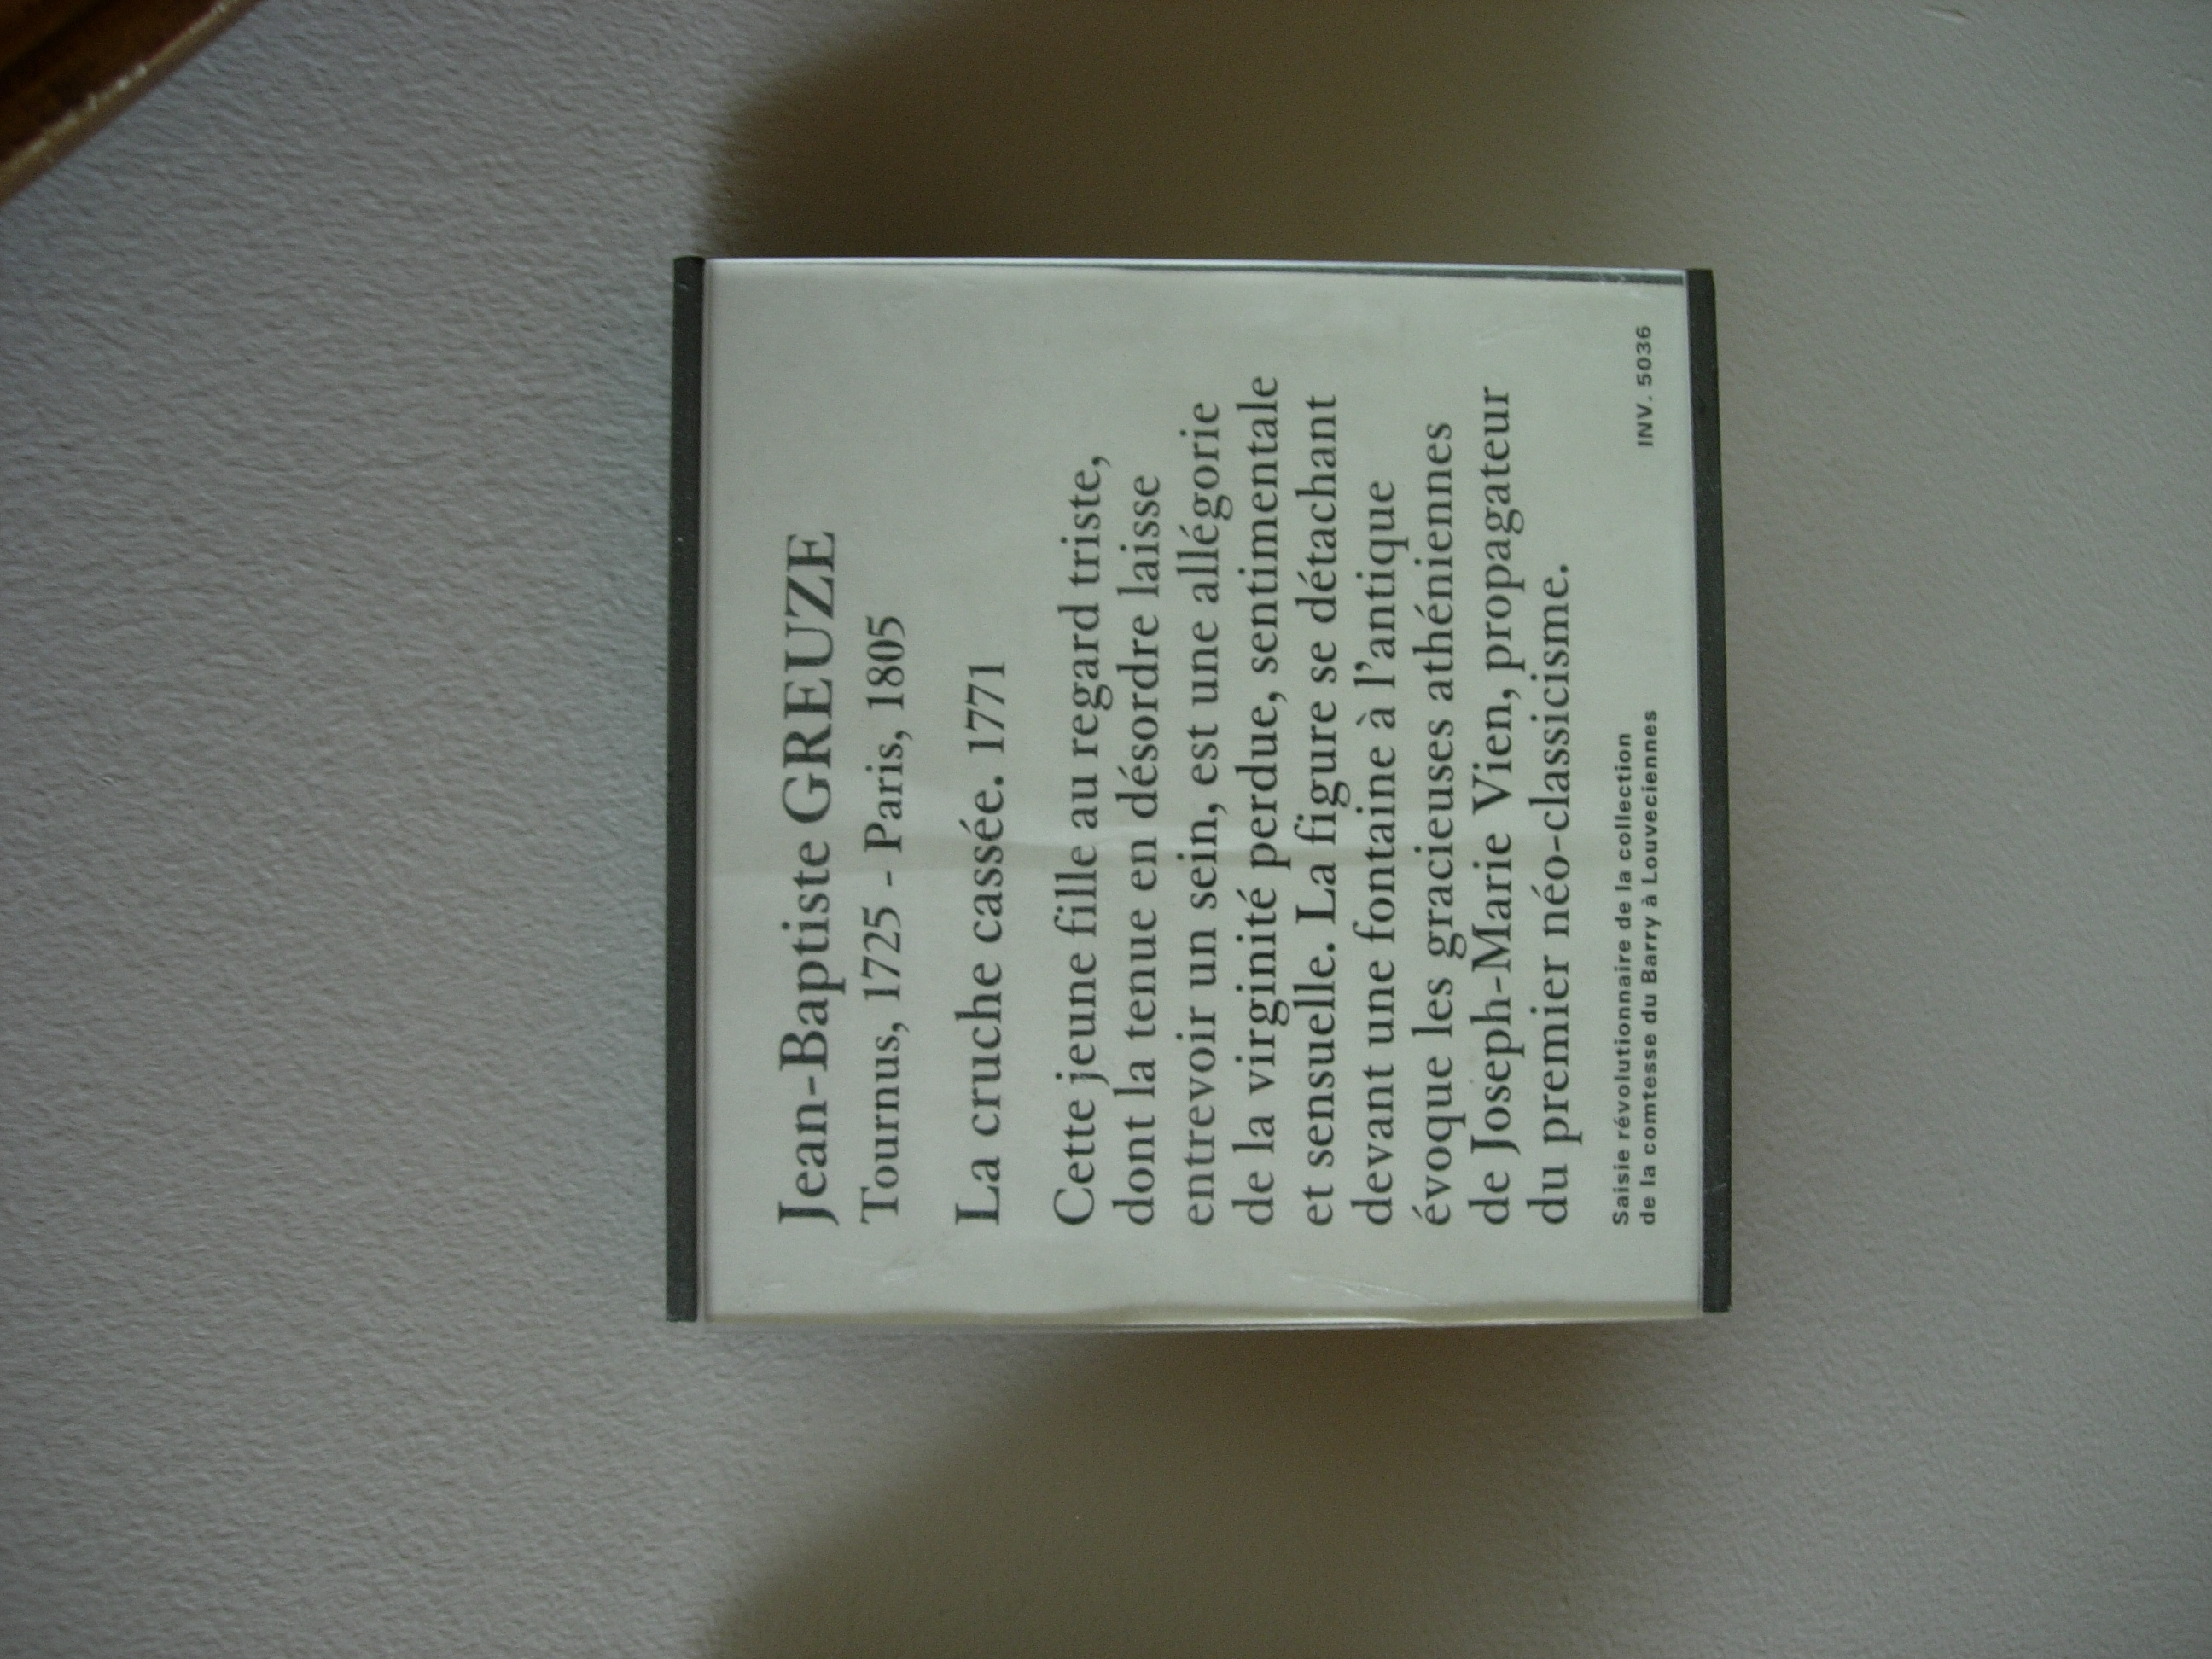 Jean-Baptiste GREUZE
Tournus, 1725 - Paris, 1805
La cruche cassée. 1771
Cette jeune fille au regard triste,
dont la tenue en désordre laisse
entrevoir un sein, est une allégorie
de la virginité perdue, sentimentale
et sensuelle. La figure se détachant
devant une fontaine à l'antique
évoque les gracieuses athéniennes
de Joseph-Marie Vien, propagateur
du premier néo-classicisme.
Saisie révolutionnaire de la collection
de la comtesse du Barry à Louveciennes
INV. 5036